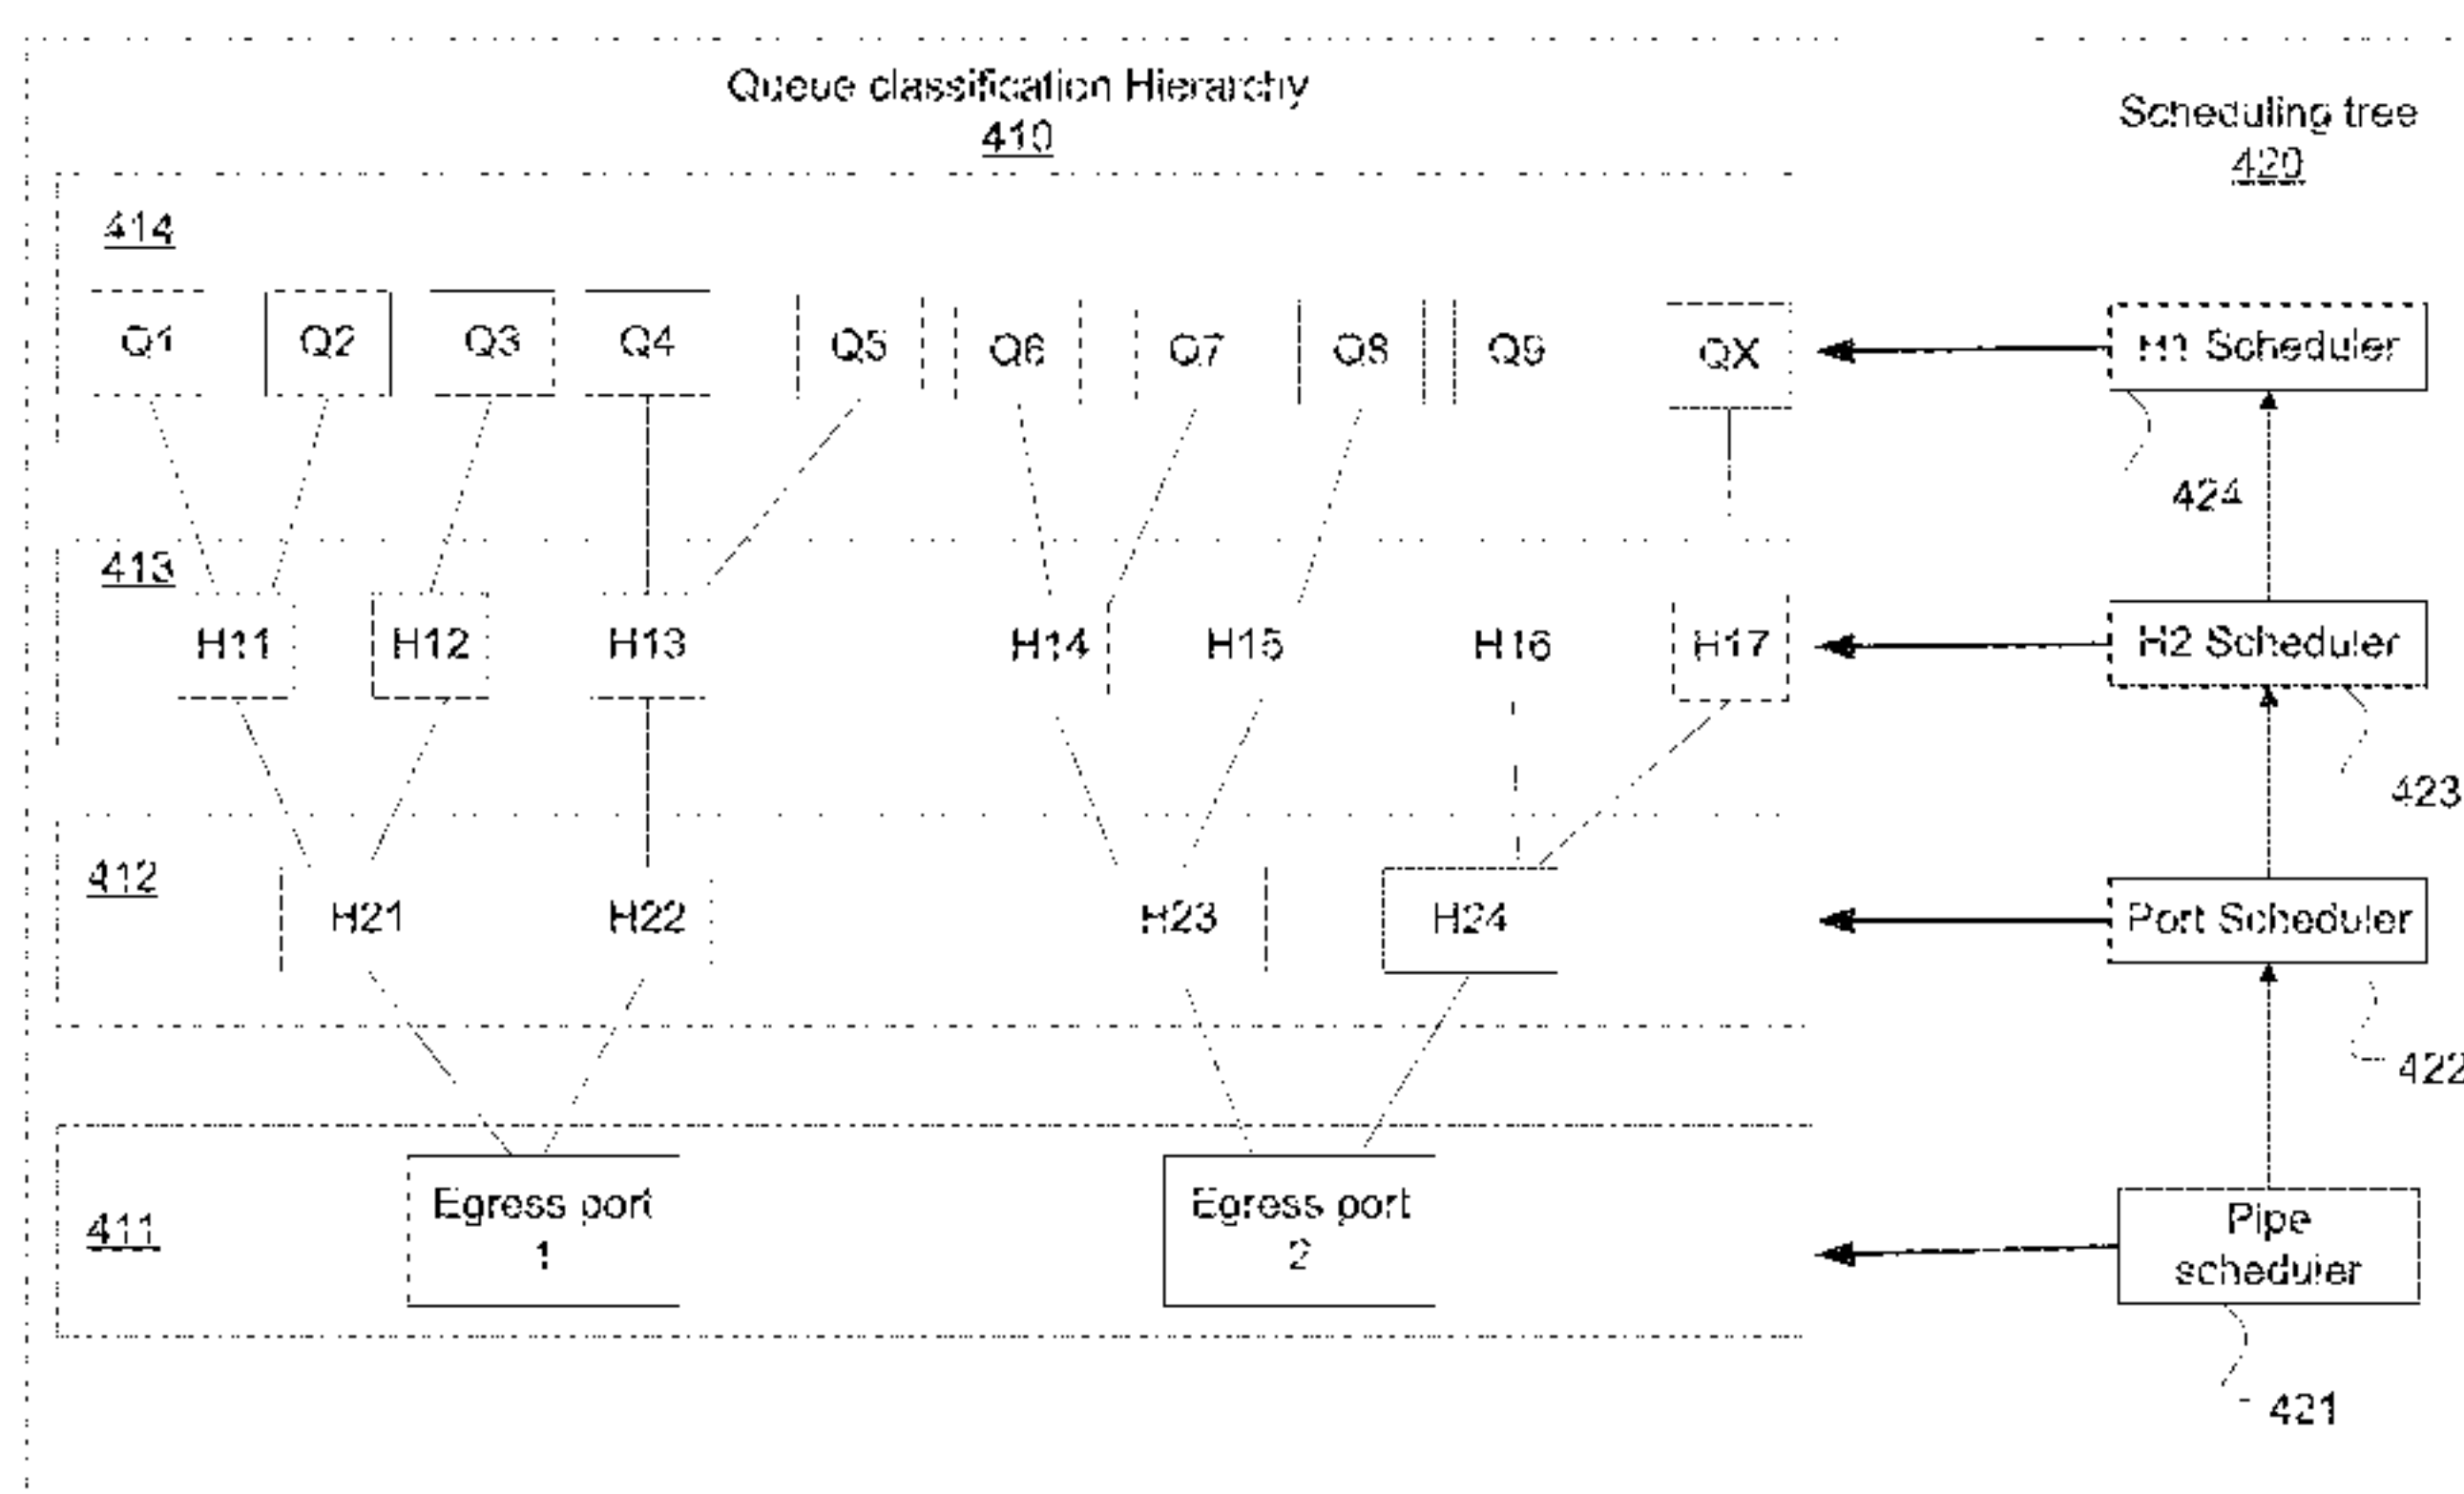 Queue classification Hierarchy
410
Scheduling tree
420
414
Q1 Q2 Q3 Q4 Q5 Q6 Q7 Q8 Q9 QX
H1 Scheduler
424
413
H11 H12 H13 H14 H15 H16 H17
H2 Scheduler
423
412
H21 H22 H23 H24
Port Scheduler
422
411
Egress port
1
Egress port
2
Pipe
scheduler
421